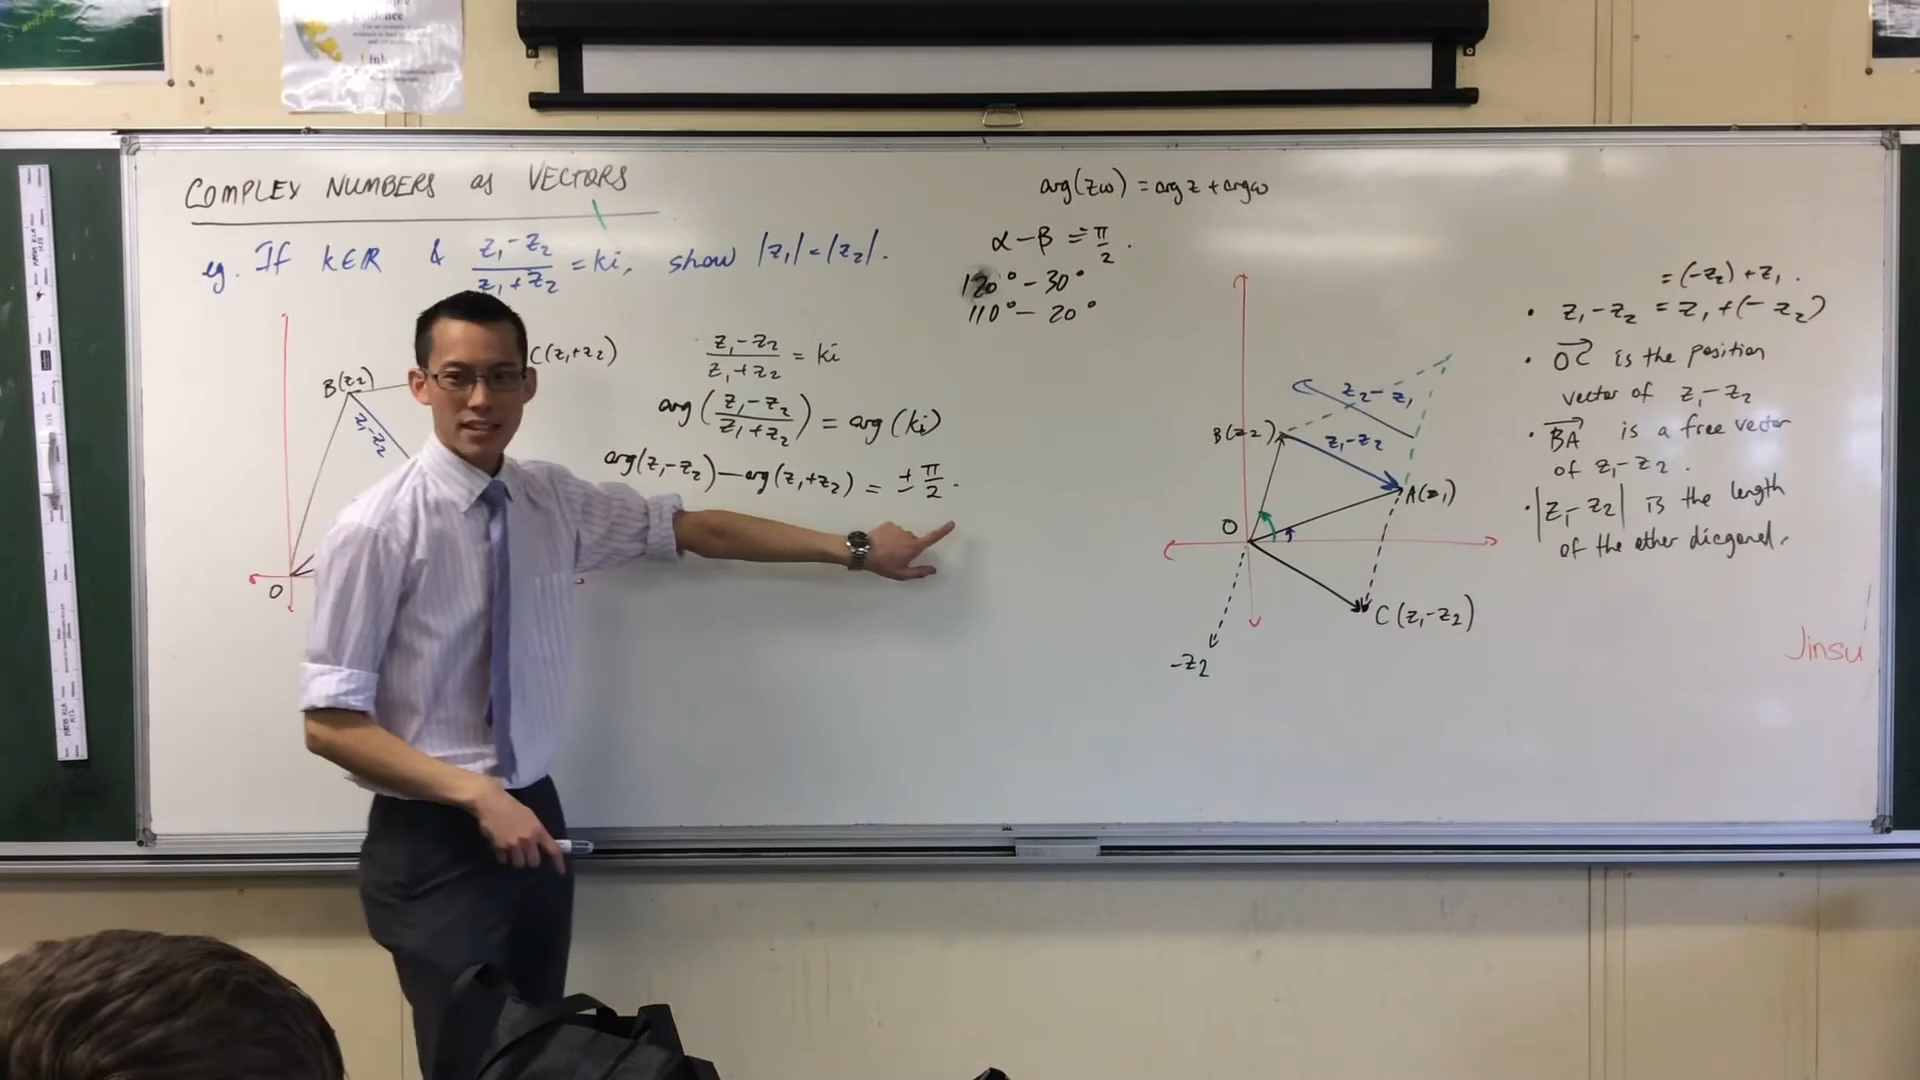 COMPLEX NUMBERS as VECTORS
eg. If k∈ℝ & (z₁-z₂)/(z₁+z₂) = ki, show |z₁|=|z₂|.
B(z₂)
C(z₁+z₂)
z₁-z₂
O
(z₁-z₂)/(z₁+z₂) = ki
arg((z₁-z₂)/(z₁+z₂)) = arg(ki)
arg(z₁-z₂)-arg(z₁+z₂) = ±π/2.
arg(zω) = arg z + arg ω
α-β = π/2.
120°-30°
110°-20°
z₂-z₁
B(z₂)
z₁-z₂
A(z₁)
O
C(z₁-z₂)
-z₂
=(-z₂)+z₁.
• z₁-z₂ = z₁+(-z₂)
• OC is the position
vector of z₁-z₂
• BA is a free vector
of z₁-z₂.
• |z₁-z₂| is the length
of the other diagonal.
Jinsu